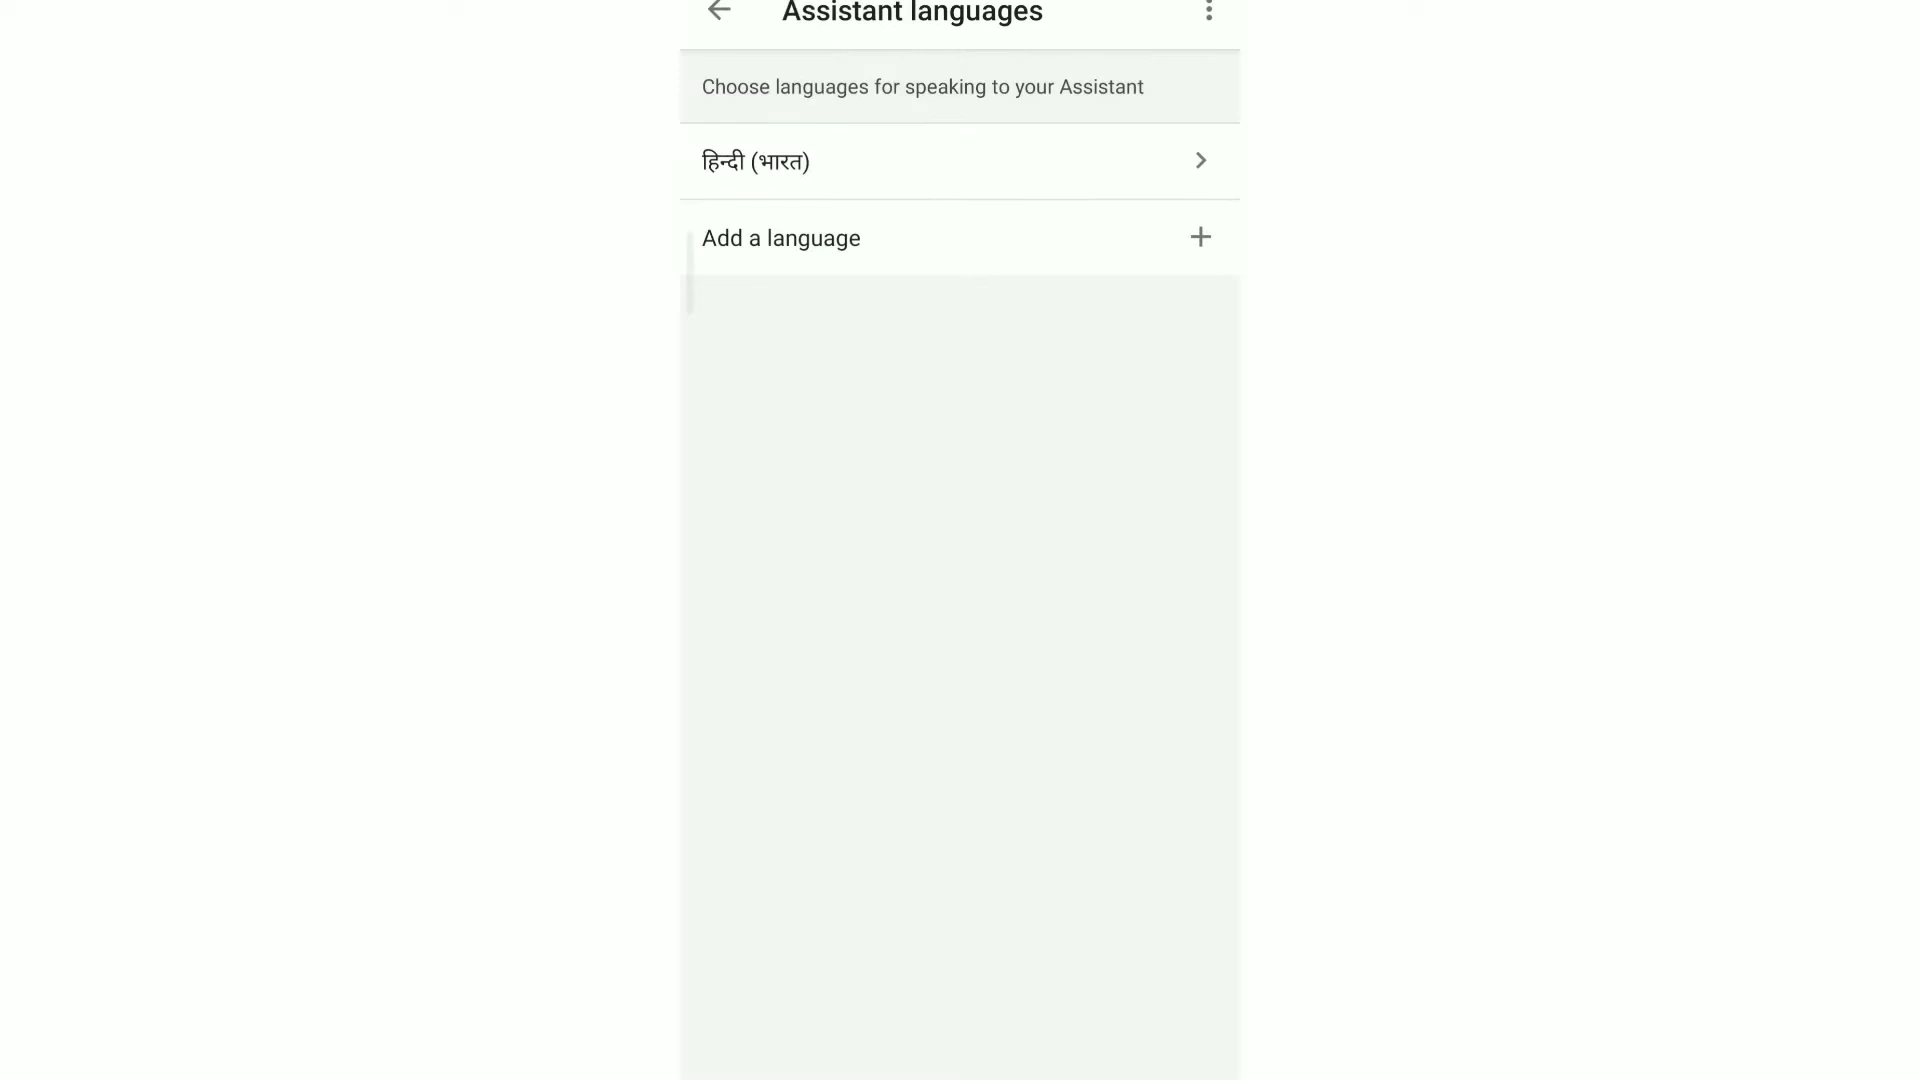 Assistant languages
Choose languages for speaking to your Assistant
हिन्दी (भारत)
Add a language